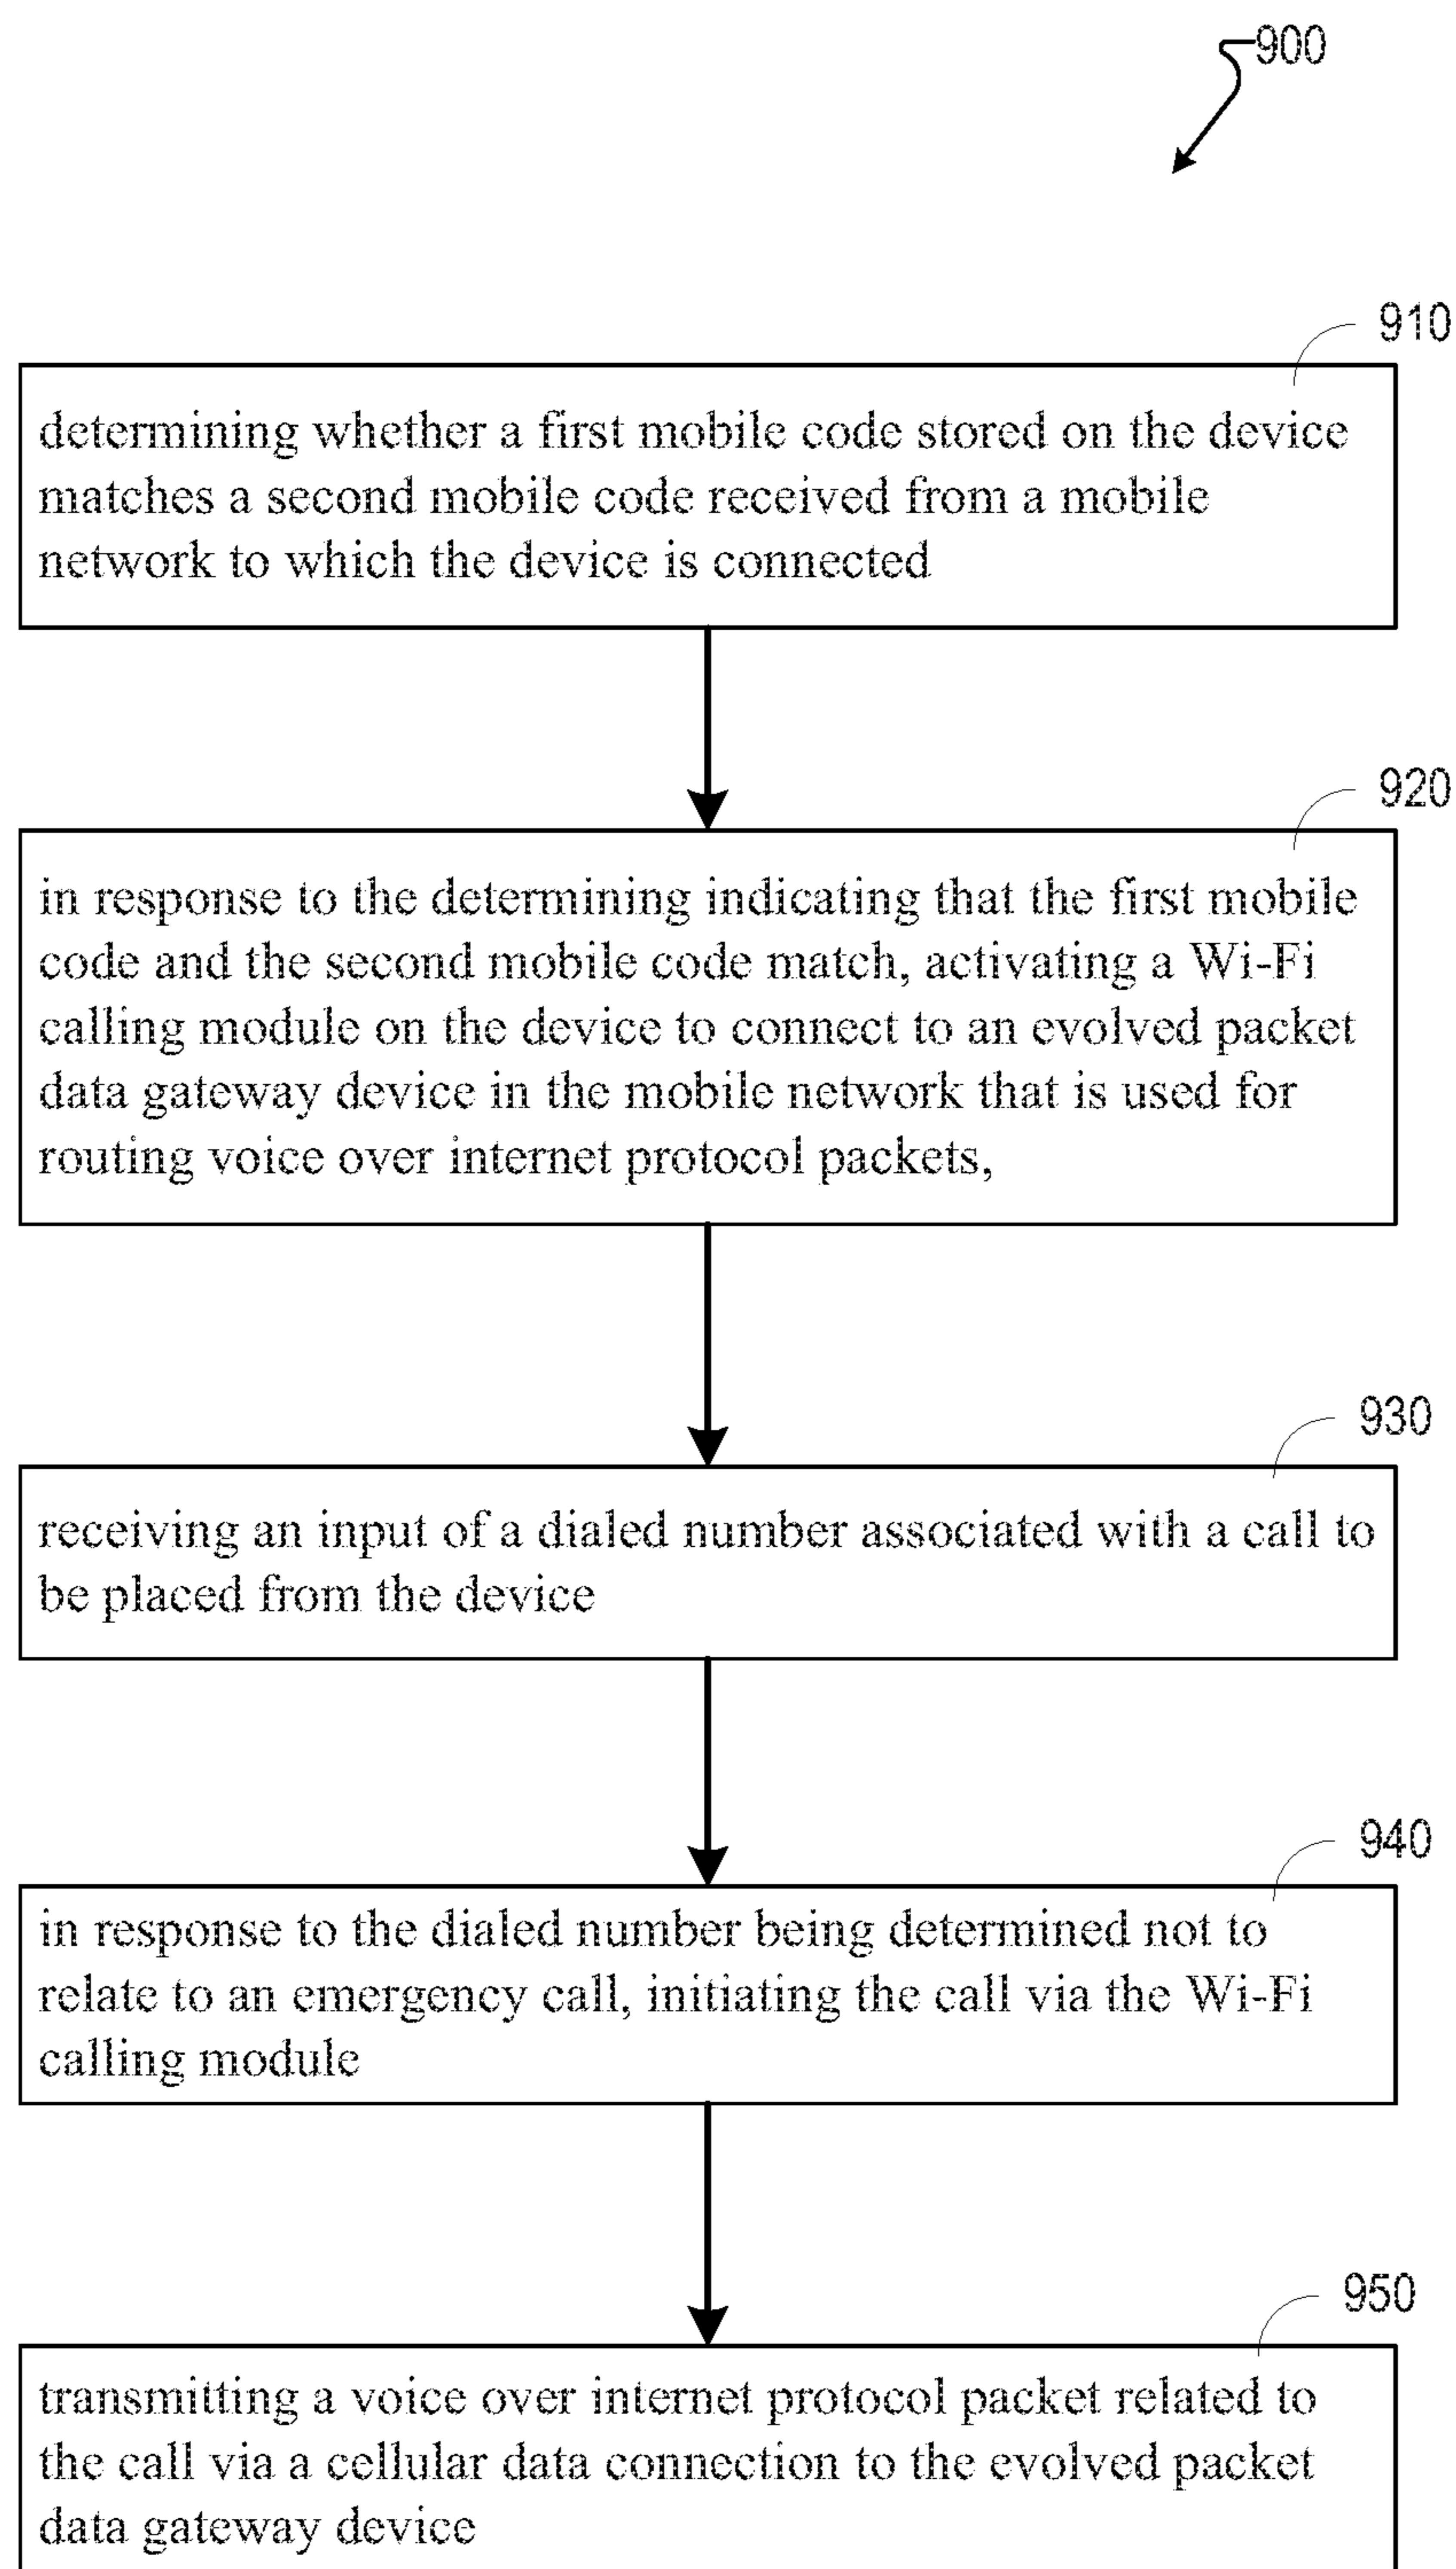 900
910
determining whether a first mobile code stored on the device
matches a second mobile code received from a mobile
network to which the device is connected
920
in response to the determining indicating that the first mobile
code and the second mobile code match, activating a Wi-Fi
calling module on the device to connect to an evolved packet
data gateway device in the mobile network that is used for
routing voice over internet protocol packets,
930
receiving an input of a dialed number associated with a call to
be placed from the device
940
in response to the dialed number being determined not to
relate to an emergency call, initiating the call via the Wi-Fi
calling module
950
transmitting a voice over internet protocol packet related to
the call via a cellular data connection to the evolved packet
data gateway device